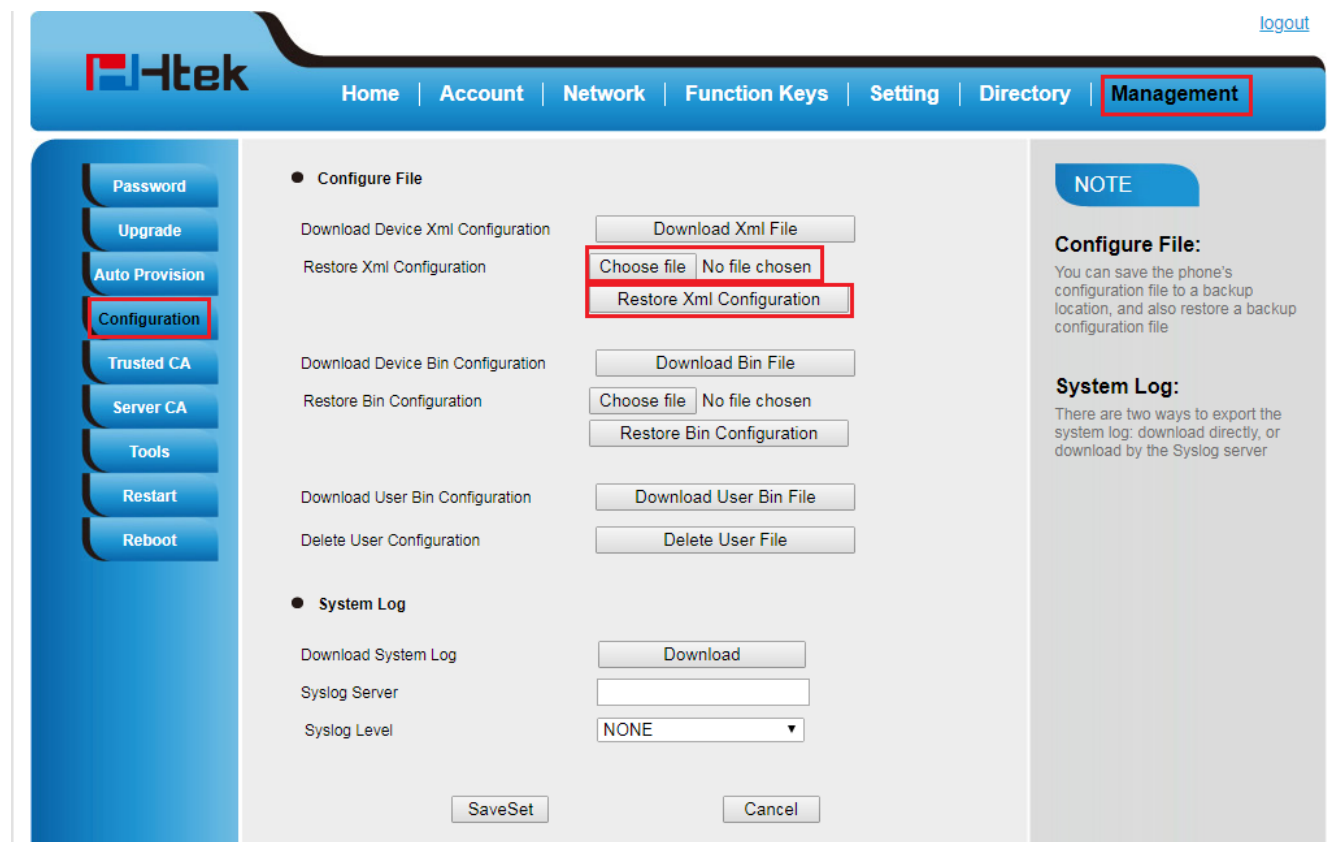 logout
Htek
Home | Account | Network | Function Keys | Setting | Directory | Management
Password
Upgrade
Auto Provision
Configuration
Trusted CA
Server CA
Tools
Restart
Reboot
Configure File
Download Device Xml Configuration Download Xml File
Restore Xml Configuration Choose file No file chosen
Restore Xml Configuration
Download Device Bin Configuration Download Bin File
Restore Bin Configuration Choose file No file chosen
Restore Bin Configuration
Download User Bin Configuration Download User Bin File
Delete User Configuration Delete User File
System Log
Download System Log Download
Syslog Server
Syslog Level NONE
SaveSet Cancel
NOTE
Configure File:
You can save the phone's
configuration file to a backup
location, and also restore a backup
configuration file
System Log:
There are two ways to export the
system log: download directly, or
download by the Syslog server